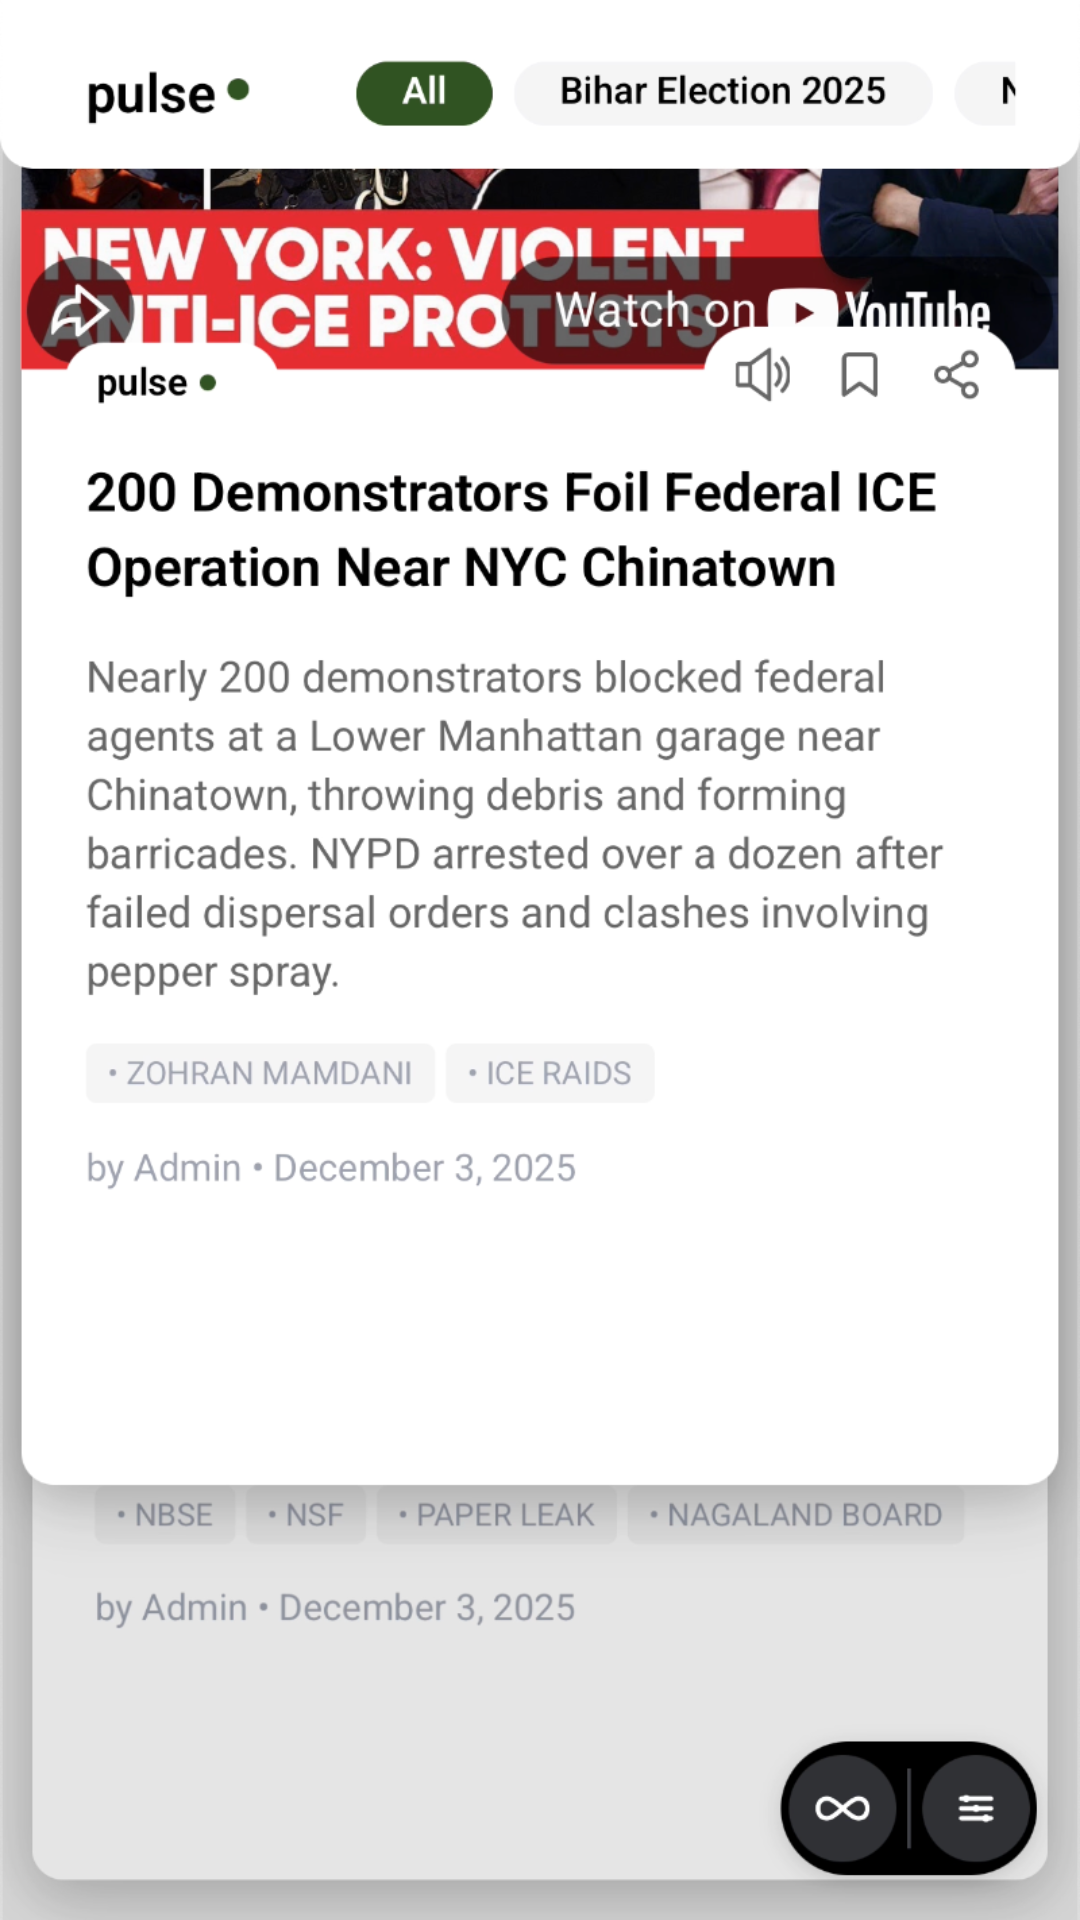 pulse
All
Bihar Election 2025
NEW YORK: VIOLENT
ANTI-ICE PROTESTS
Watch on YouTube
pulse
200 Demonstrators Foil Federal ICE
Operation Near NYC Chinatown
Nearly 200 demonstrators blocked federal
agents at a Lower Manhattan garage near
Chinatown, throwing debris and forming
barricades. NYPD arrested over a dozen after
failed dispersal orders and clashes involving
pepper spray.
• ZOHRAN MAMDANI • ICE RAIDS
by Admin • December 3, 2025
• NBSE • NSF • PAPER LEAK • NAGALAND BOARD
by Admin • December 3, 2025